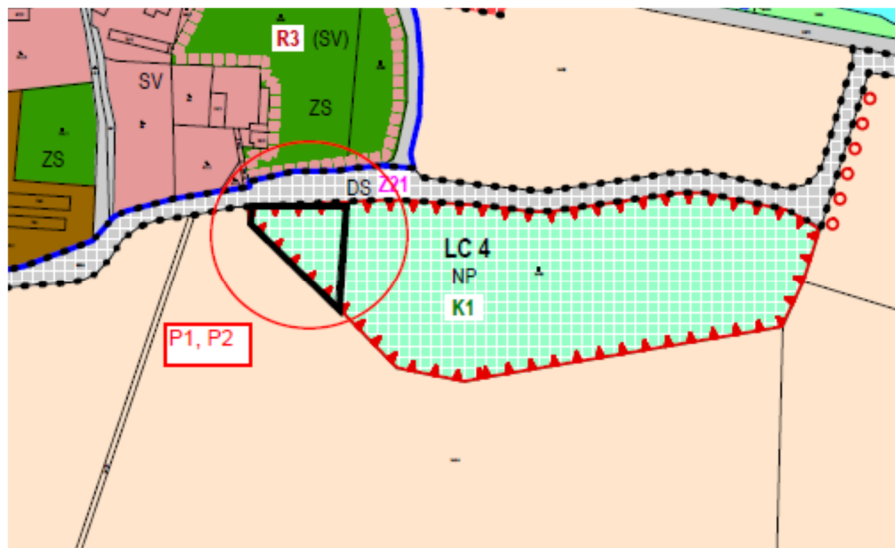 R3 (SV)
SV
ZS
ZS
DS Z21
LC 4
NP
K1
P1, P2